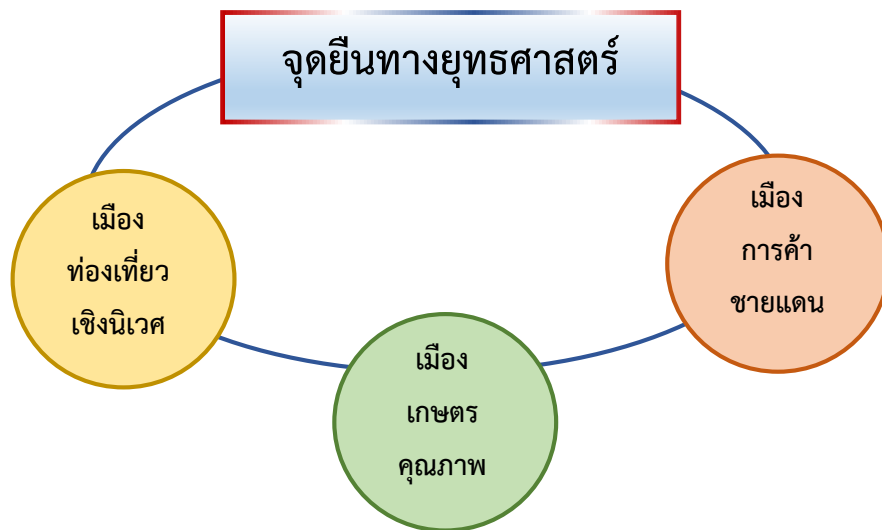 จุดยืนทางยุทธศาสตร์
เมือง
ท่องเที่ยว
เชิงนิเวศ
เมือง
เกษตร
คุณภาพ
เมือง
การค้า
ชายแดน